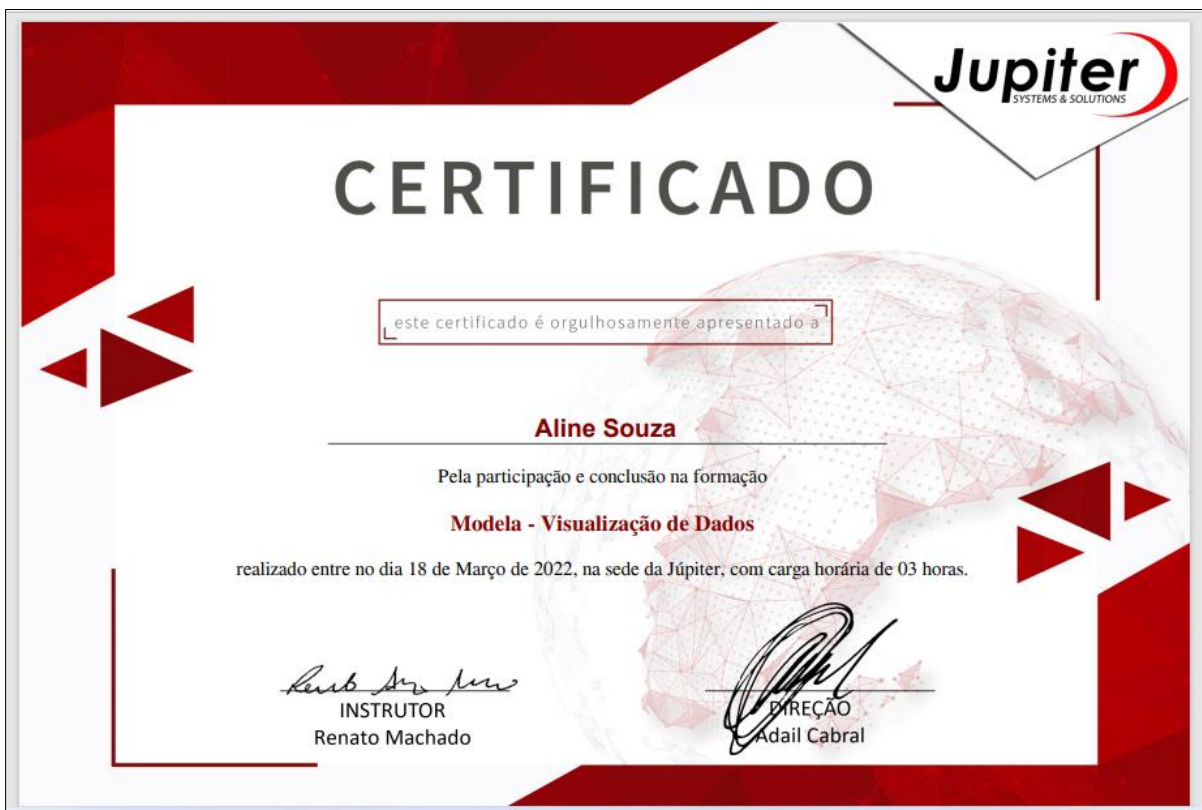 Jupiter
SYSTEMS & SOLUTIONS
CERTIFICADO
este certificado é orgulhosamente apresentado a
Aline Souza
Pela participação e conclusão na formação
Modela - Visualização de Dados
realizado entre no dia 18 de Março de 2022, na sede da Júpiter, com carga horária de 03 horas.
INSTRUTOR
Renato Machado
DIREÇÃO
Adail Cabral